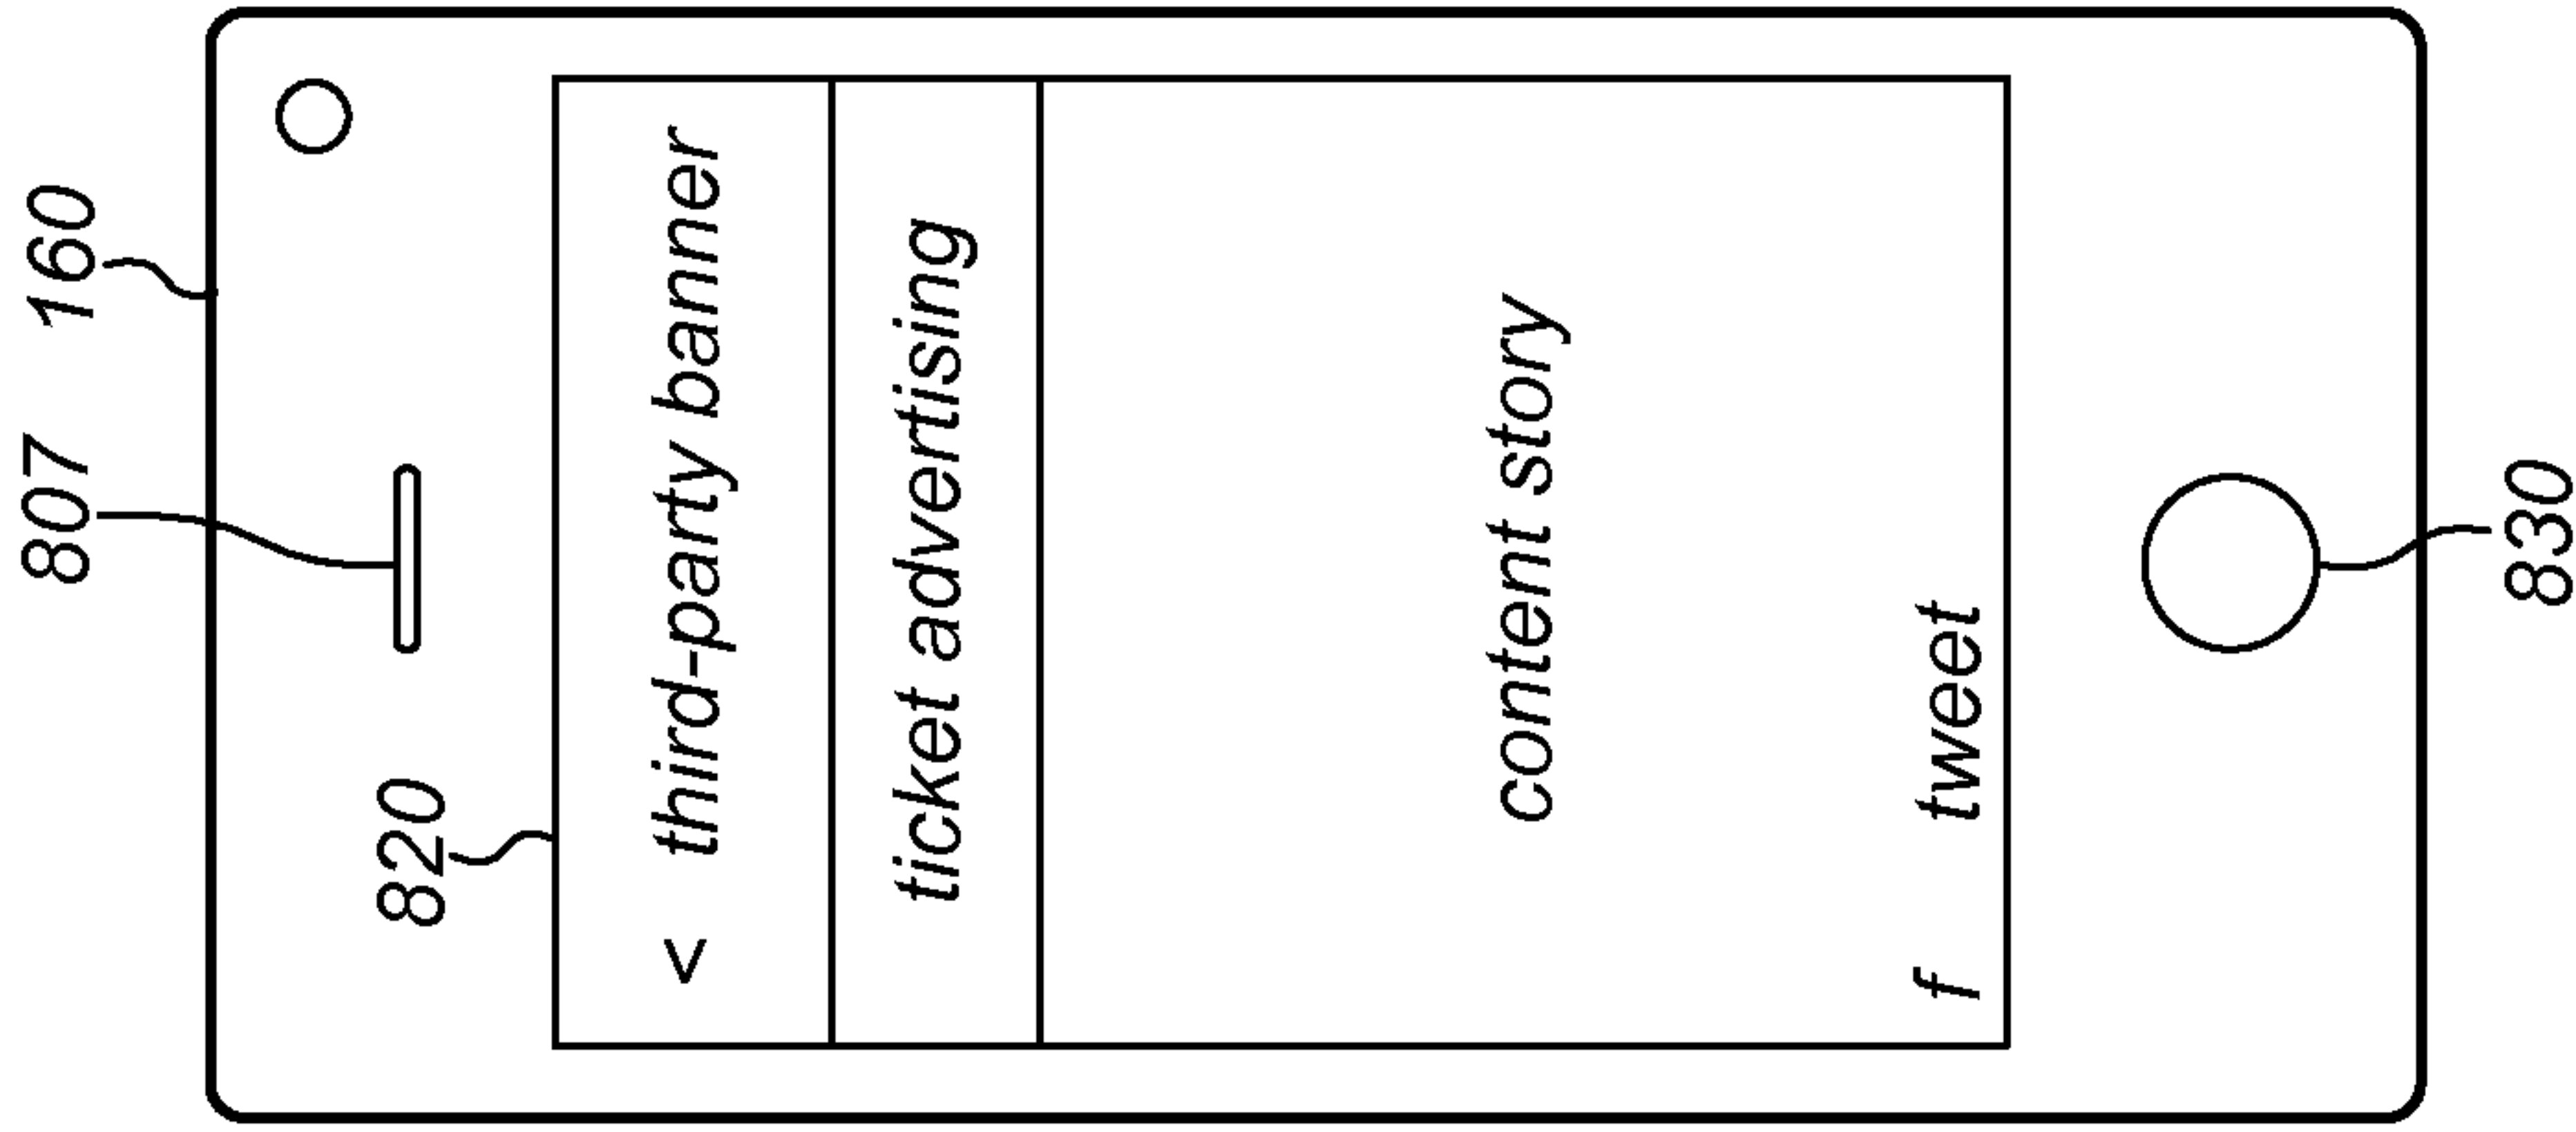 160
807
820
< third-party banner
ticket advertising
content story
f tweet
830